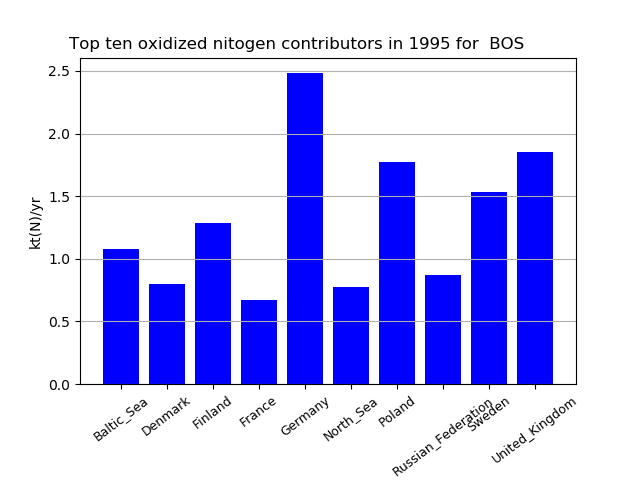 Top ten oxidized nitogen contributors in 1995 for  BOS
kt(N)/yr
2.5
2.0
1.5
1.0
0.5
0.0
Baltic_Sea
Denmark
Finland
France
Germany
North_Sea
Poland
Russian_Federation
Sweden
United_Kingdom